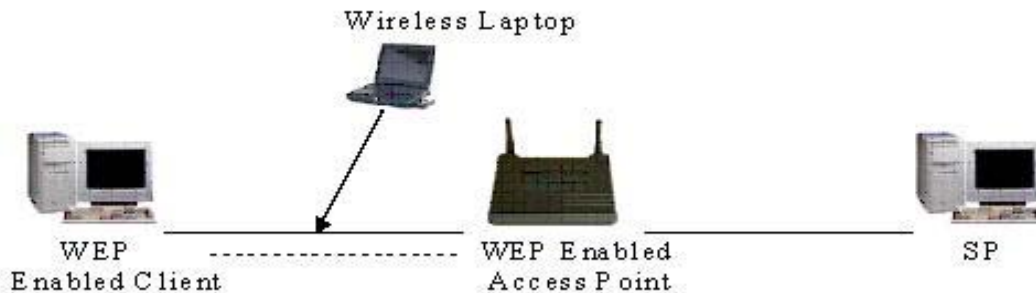 Wireless Laptop
WEP
Enabled Client
WEP Enabled
Access Point
SP